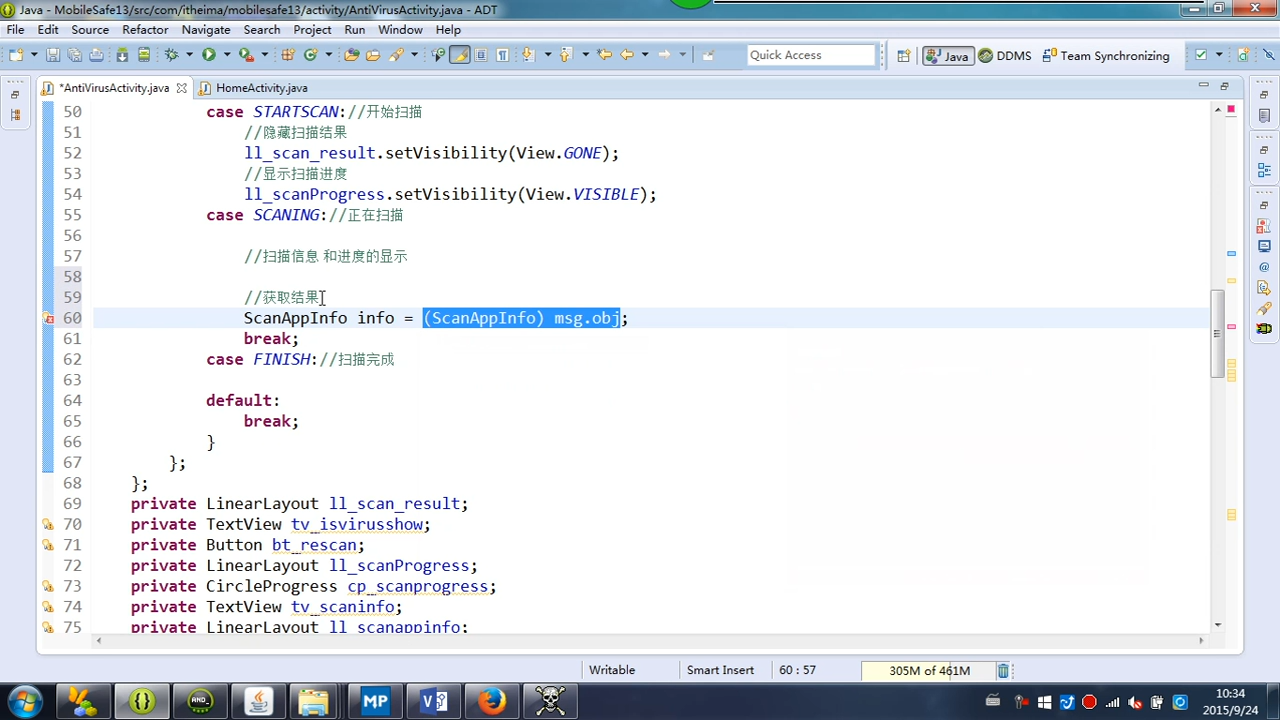 Java - MobileSafe13/src/com/itheima/mobilesafe13/activity/AntiVirusActivity.java - ADT
File Edit Source Refactor Navigate Search Project Run Window Help
Quick Access Java DDMS Team Synchronizing
*AntiVirusActivity.java HomeActivity.java
50 case STARTSCAN://开始扫描
51 //隐藏扫描结果
52 ll_scan_result.setVisibility(View.GONE);
53 //显示扫描进度
54 ll_scanProgress.setVisibility(View.VISIBLE);
55 case SCANING://正在扫描
56
57 //扫描信息 和进度的显示
58
59 //获取结果
60 ScanAppInfo info = (ScanAppInfo) msg.obj;
61 break;
62 case FINISH://扫描完成
63
64 default:
65 break;
66 }
67 };
68 };
69 private LinearLayout ll_scan_result;
70 private TextView tv_isvirusshow;
71 private Button bt_rescan;
72 private LinearLayout ll_scanProgress;
73 private CircleProgress cp_scanprogress;
74 private TextView tv_scaninfo;
75 private LinearLayout ll_scanappinfo;
Writable Smart Insert 60 : 57 305M of 461M
AND_ MP
10:34
2015/9/24